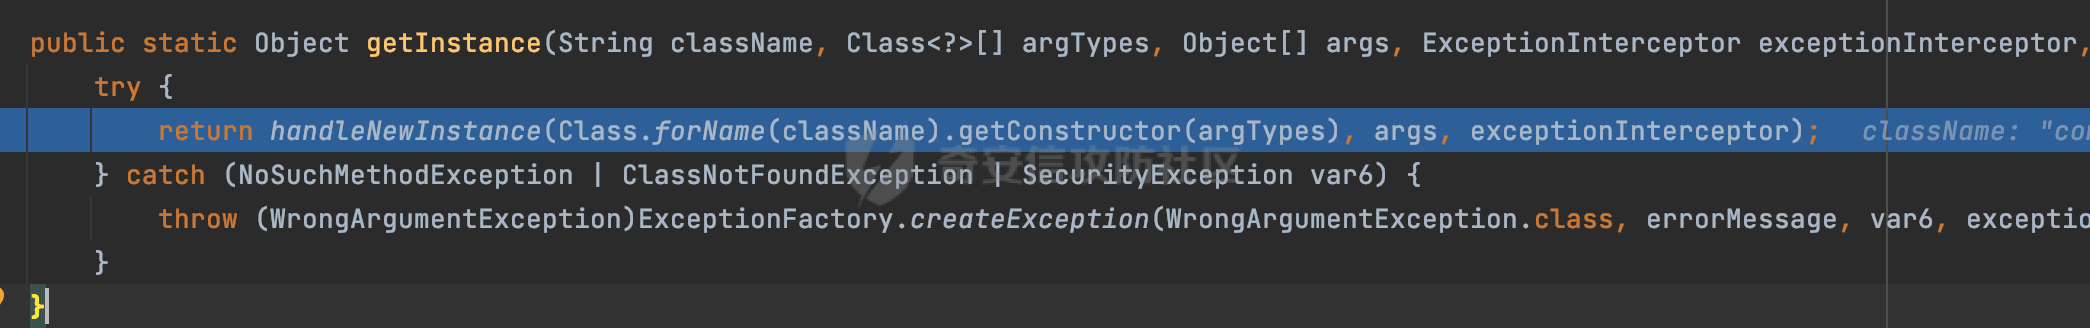 public static Object getInstance(String className, Class<?>[] argTypes, Object[] args, ExceptionInterceptor exceptionInterceptor,
try {
return handleNewInstance(Class.forName(className).getConstructor(argTypes), args, exceptionInterceptor); className: "co
奇安信攻防社区
} catch (NoSuchMethodException | ClassNotFoundException | SecurityException var6) {
throw (WrongArgumentException)ExceptionFactory.createException(WrongArgumentException.class, errorMessage, var6, exceptio
}
}